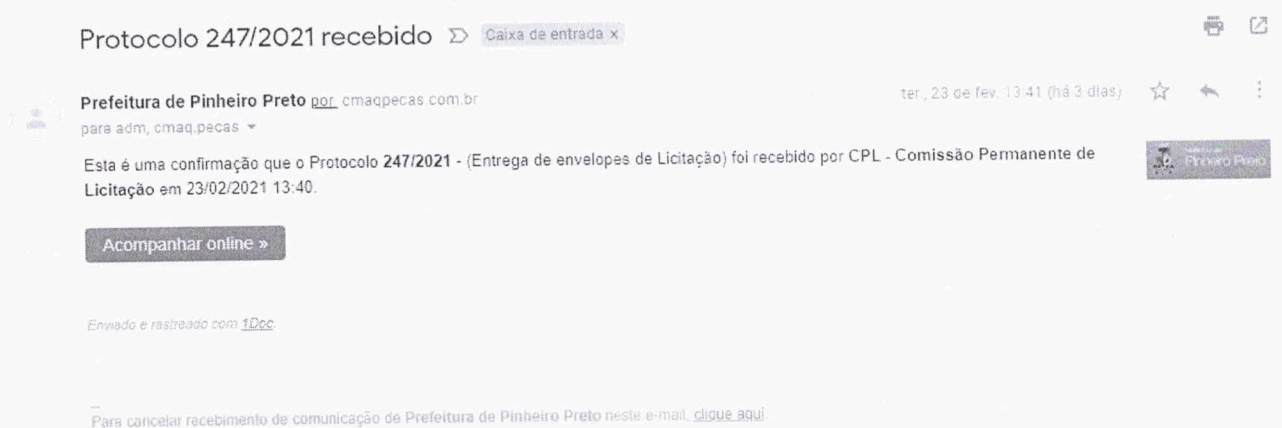 Protocolo 247/2021 recebido Caixa de entrada x
Prefeitura de Pinheiro Preto por cmaqpecas.com.br ter., 23 de fev. 13:41 (há 3 dias)
para adm, cmaq.pecas
Esta é uma confirmação que o Protocolo 247/2021 - (Entrega de envelopes de Licitação) foi recebido por CPL - Comissão Permanente de
Licitação em 23/02/2021 13:40.
Pinheiro Preto
Acompanhar online »
Enviado e rastreado com 1Doc.
--
Para cancelar recebimento de comunicação de Prefeitura de Pinheiro Preto neste e-mail, clique aqui.